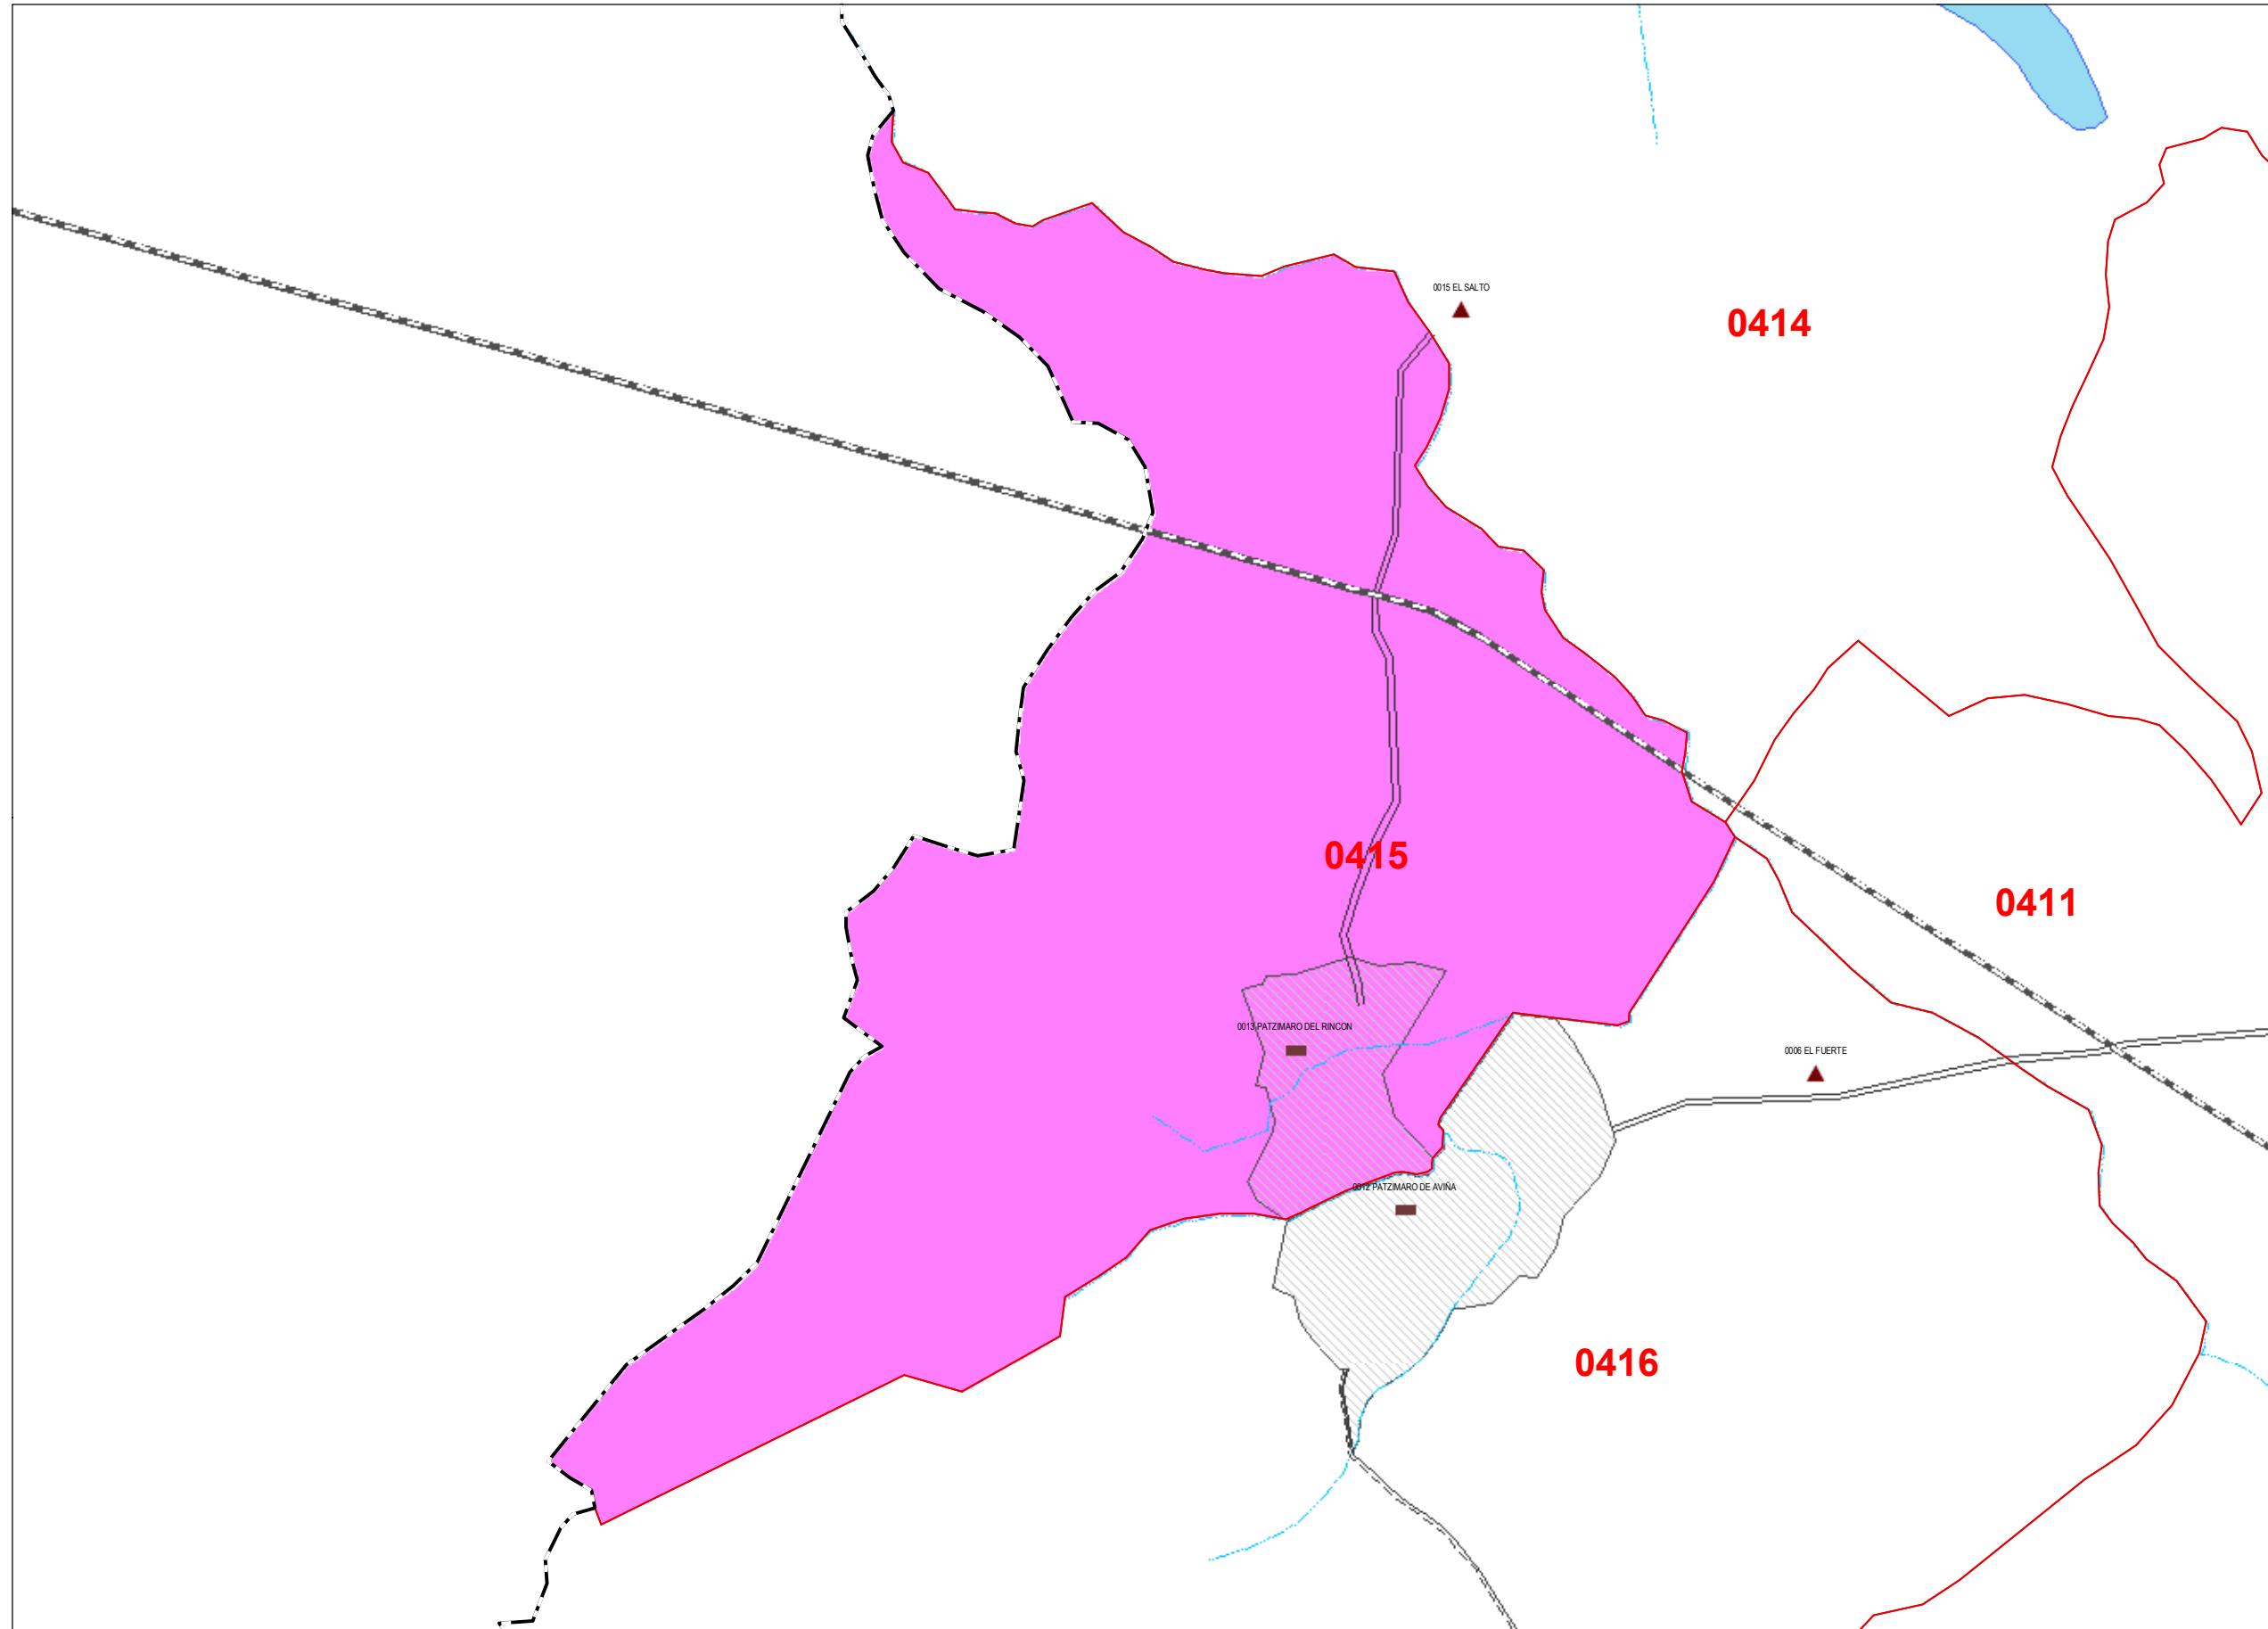 0015 EL SALTO
0414
0415
0411
0013 PATZIMARO DEL RINCON
0006 EL FUERTE
0012 PATZIMARO DE AVIÑA
0416